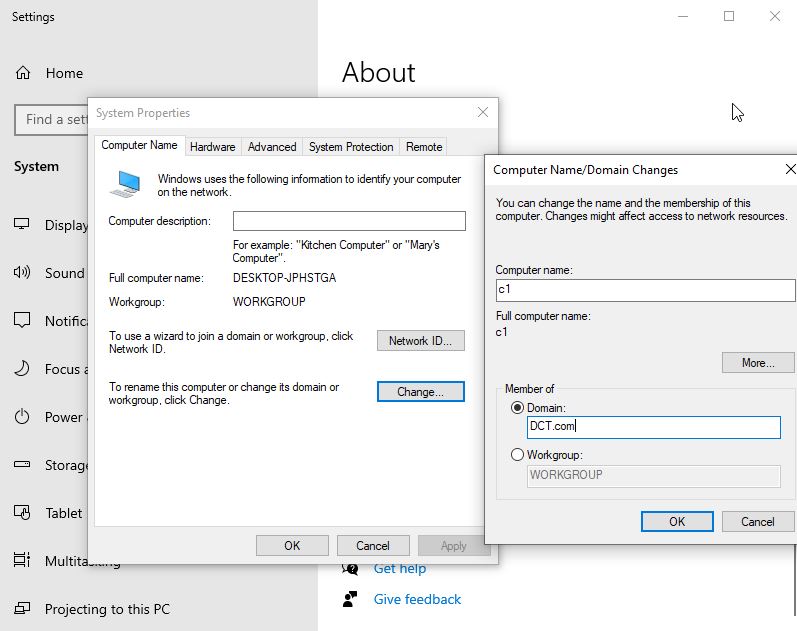 Settings
Home
Find a sett
System
Display
Sound
Notific
Focus a
Power
Storage
Tablet
Multitasking
Projecting to this PC
About
Get help
Give feedback
System Properties
Computer Name
Hardware
Advanced
System Protection
Remote
Windows uses the following information to identify your computer
on the network.
Computer description:
For example: "Kitchen Computer" or "Mary's
Computer".
Full computer name:
DESKTOP-JPHSTGA
Workgroup:
WORKGROUP
To use a wizard to join a domain or workgroup, click
Network ID.
Network ID...
To rename this computer or change its domain or
workgroup, click Change.
Change...
OK
Cancel
Apply
Computer Name/Domain Changes
You can change the name and the membership of this
computer. Changes might affect access to network resources.
Computer name:
c1
Full computer name:
c1
More...
Member of
Domain:
DCT.com
Workgroup:
WORKGROUP
OK
Cancel